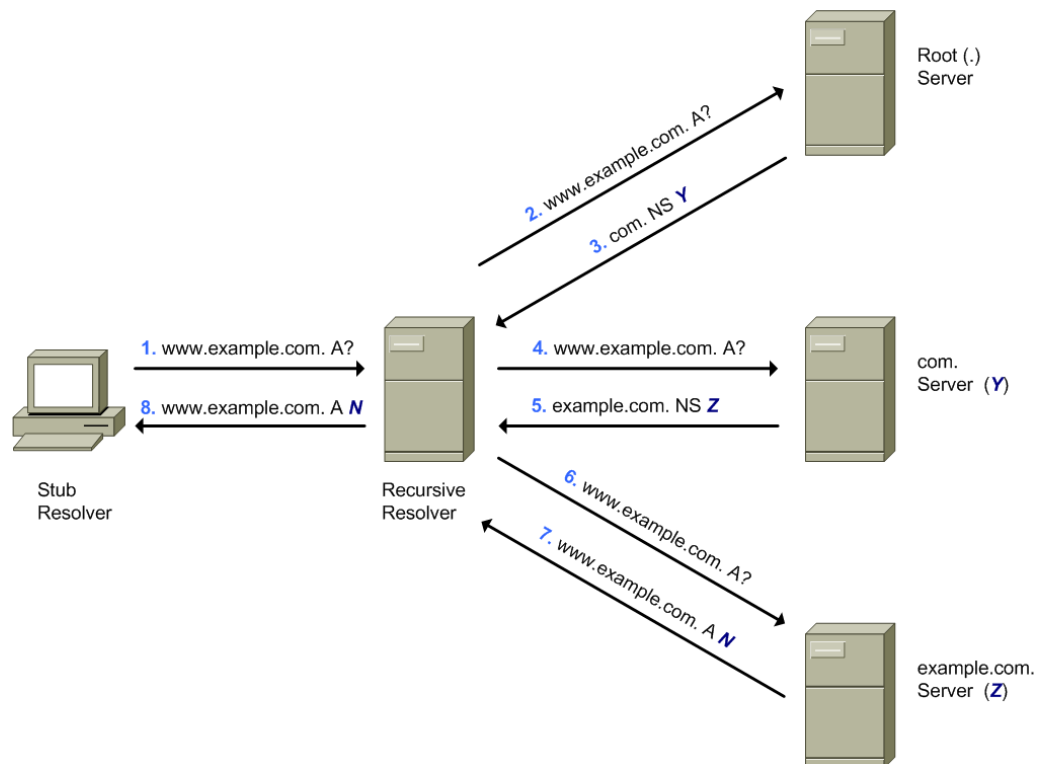 Root (.)
Server
2. www.example.com. A?
3. com. NS Y
1. www.example.com. A?
8. www.example.com. A N
4. www.example.com. A?
5. example.com. NS Z
com.
Server (Y)
Stub
Resolver
Recursive
Resolver
6. www.example.com. A?
7. www.example.com. A N
example.com.
Server (Z)